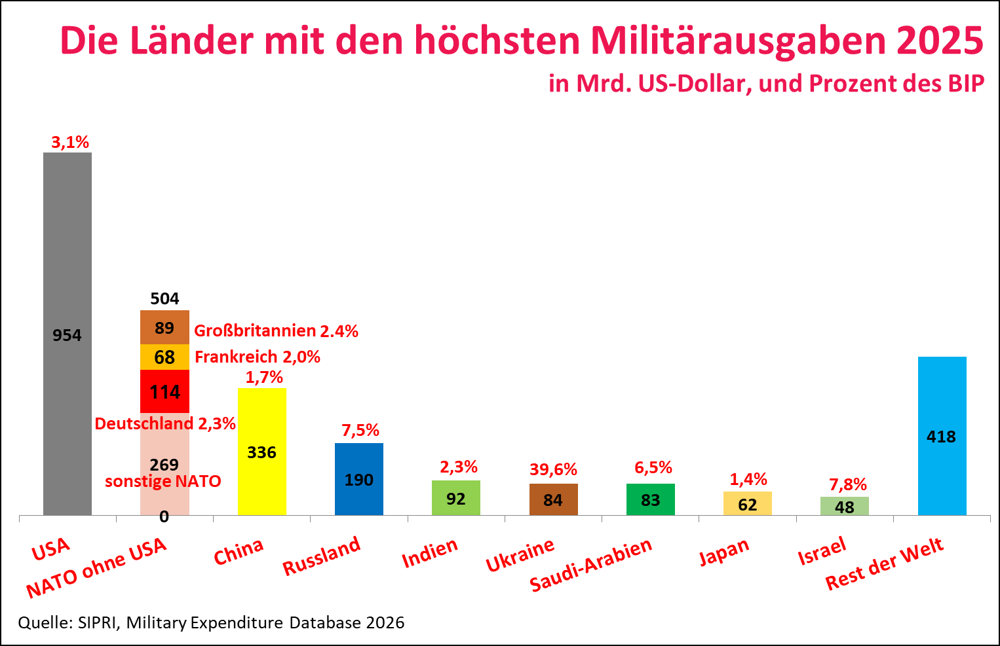 Die Länder mit den höchsten Militärausgaben 2025
in Mrd. US-Dollar, und Prozent des BIP
3,1%
954
504
89
Großbritannien 2.4%
68
Frankreich 2,0%
114
Deutschland 2,3%
269
sonstige NATO
0
1,7%
336
7,5%
190
2,3%
92
39,6%
84
6,5%
83
1,4%
62
7,8%
48
418
USA
NATO ohne USA
China
Russland
Indien
Ukraine
Saudi-Arabien
Japan
Israel
Rest der Welt
Quelle: SIPRI, Military Expenditure Database 2026